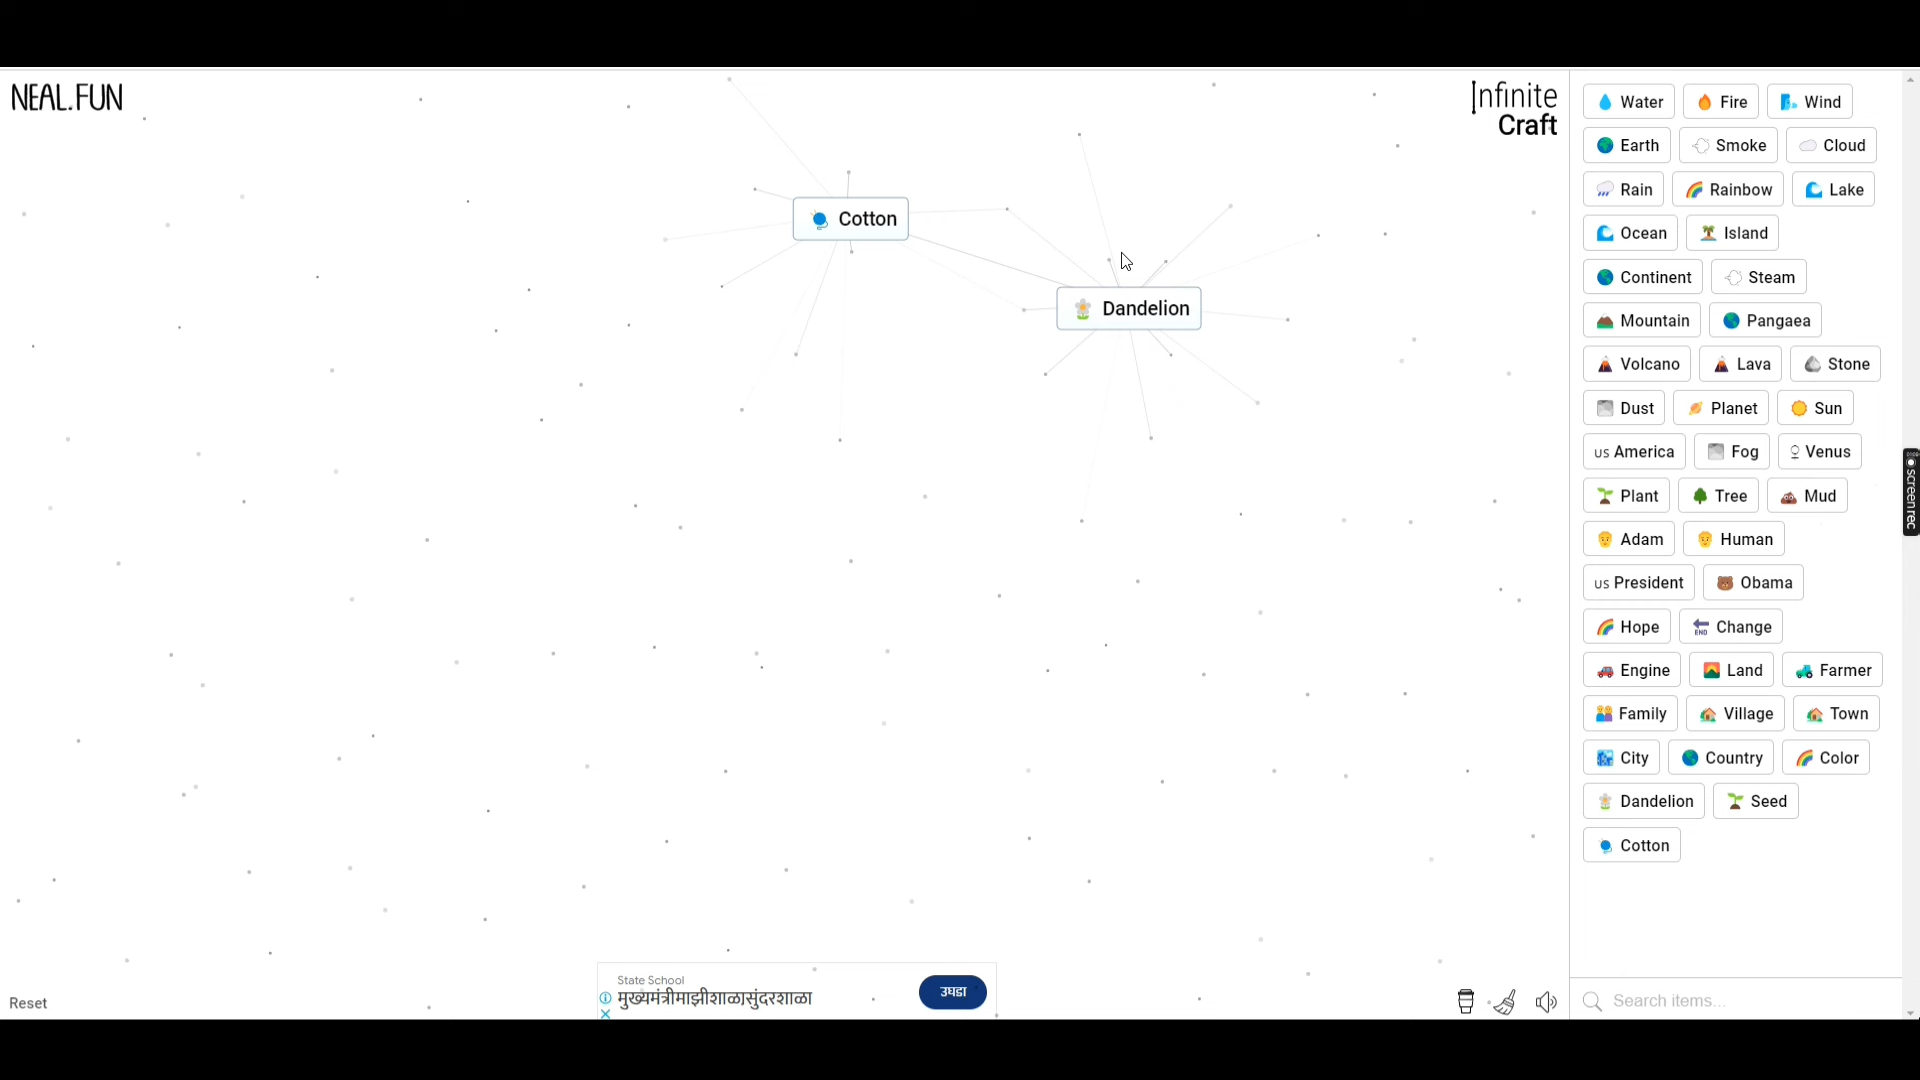 NEAL.FUN
Infinite
Craft
Cotton
Dandelion
Water Fire Wind
Earth Smoke Cloud
Rain Rainbow Lake
Ocean Island
Continent Steam
Mountain Pangaea
Volcano Lava Stone
Dust Planet Sun
us America Fog Venus
Plant Tree Mud
Adam Human
us President Obama
Hope END Change
Engine Land Farmer
Family Village Town
City Country Color
Dandelion Seed
Cotton
screenrec
State School
मुख्यमंत्रीमाझीशाळासुंदरशाळा
उघडा
Reset
Search items...